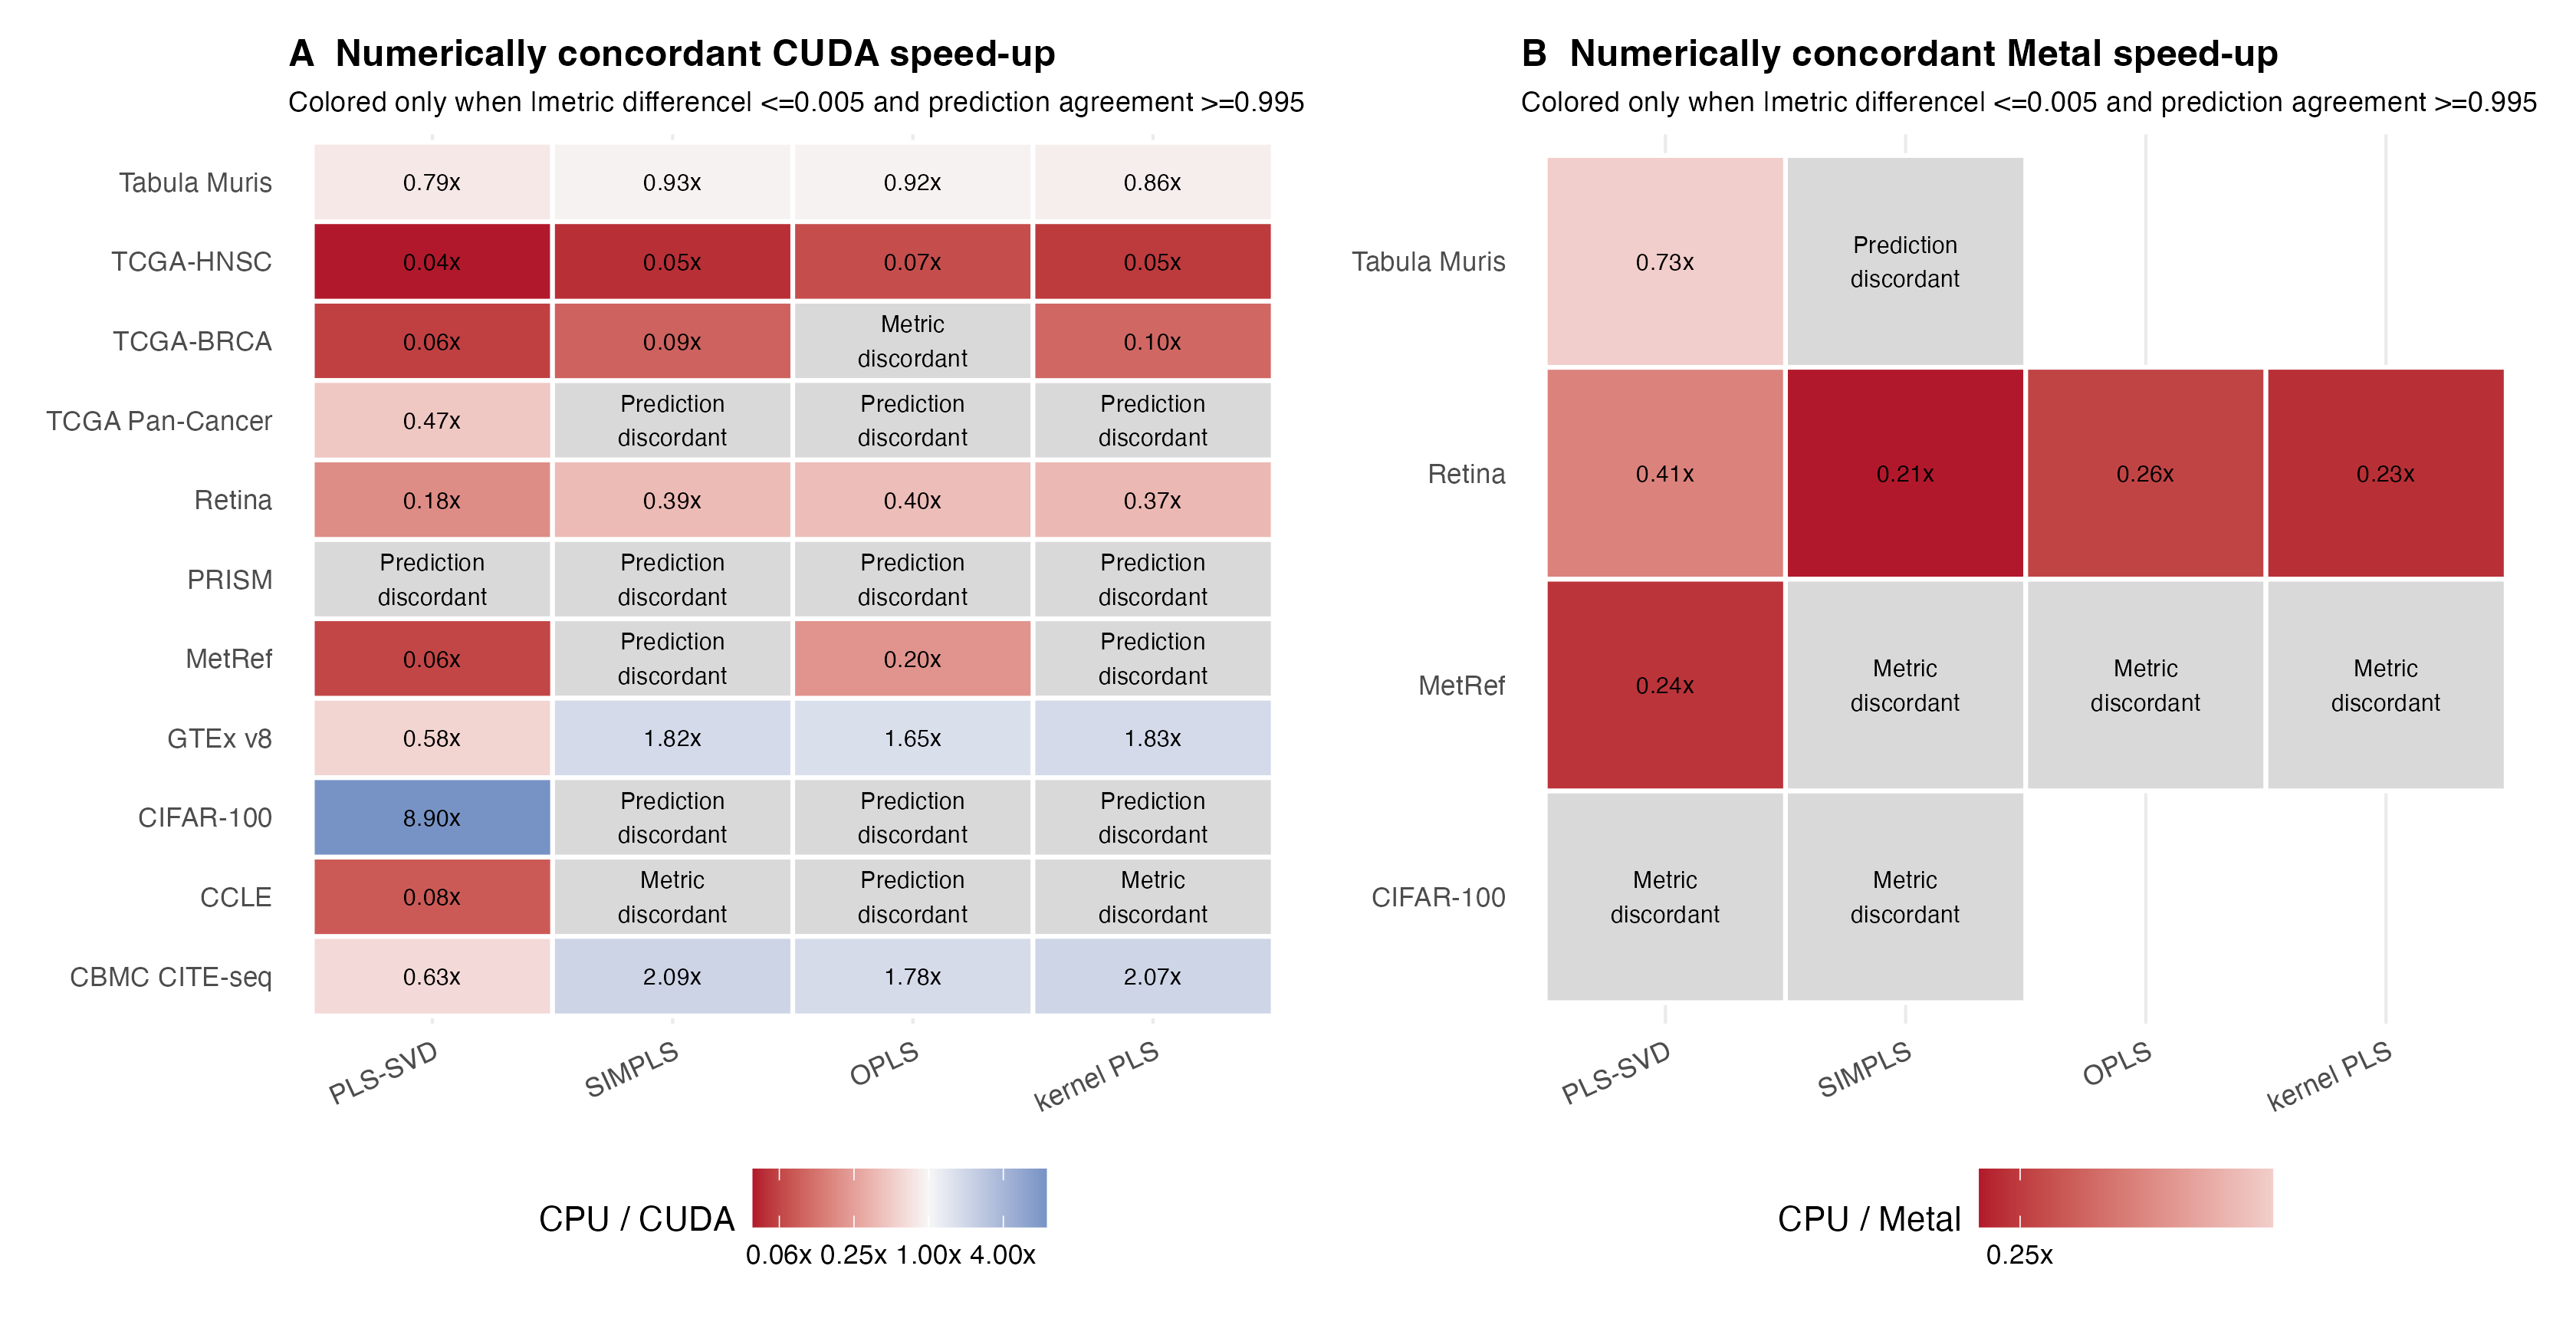 A Numerically concordant CUDA speed-up
Colored only when lmetric differencel <=0.005 and prediction agreement >=0.995
Tabula Muris 0.79x 0.93x 0.92x 0.86x
TCGA-HNSC 0.04x 0.05x 0.07x 0.05x
TCGA-BRCA 0.06x 0.09x Metric discordant 0.10x
TCGA Pan-Cancer 0.47x Prediction discordant Prediction discordant Prediction discordant
Retina 0.18x 0.39x 0.40x 0.37x
PRISM Prediction discordant Prediction discordant Prediction discordant Prediction discordant
MetRef 0.06x Prediction discordant 0.20x Prediction discordant
GTEx v8 0.58x 1.82x 1.65x 1.83x
CIFAR-100 8.90x Prediction discordant Prediction discordant Prediction discordant
CCLE 0.08x Metric discordant Prediction discordant Metric discordant
CBMC CITE-seq 0.63x 2.09x 1.78x 2.07x
PLS-SVD SIMPLS OPLS kernel PLS
CPU / CUDA
0.06x 0.25x 1.00x 4.00x
B Numerically concordant Metal speed-up
Colored only when lmetric differencel <=0.005 and prediction agreement >=0.995
Tabula Muris 0.73x Prediction discordant
Retina 0.41x 0.21x 0.26x 0.23x
MetRef 0.24x Metric discordant Metric discordant Metric discordant
CIFAR-100 Metric discordant Metric discordant
PLS-SVD SIMPLS OPLS kernel PLS
CPU / Metal
0.25x